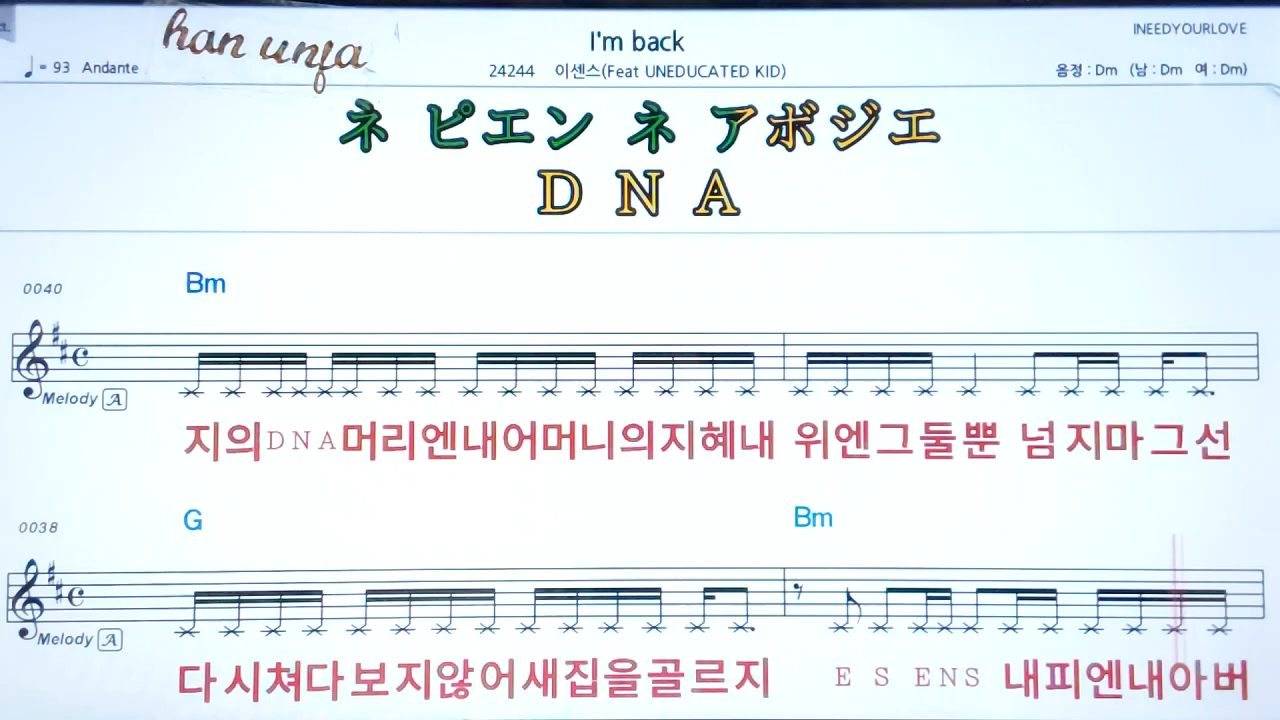 han unfa
I'm back
INEEDYOURLOVE
♩ = 93 Andante
24244 이센스(Feat UNEDUCATED KID)
음정 : Dm (남 : Dm 여 : Dm)
ネ ピエン ネ アボジエ
D N A
0040
Bm
Melody A
지의DNA머리엔내어머니의지혜내 위엔그둘뿐 넘지마그선
0038
G
Bm
Melody A
다시쳐다보지않어새집을골르지 E S ENS 내피엔내아버